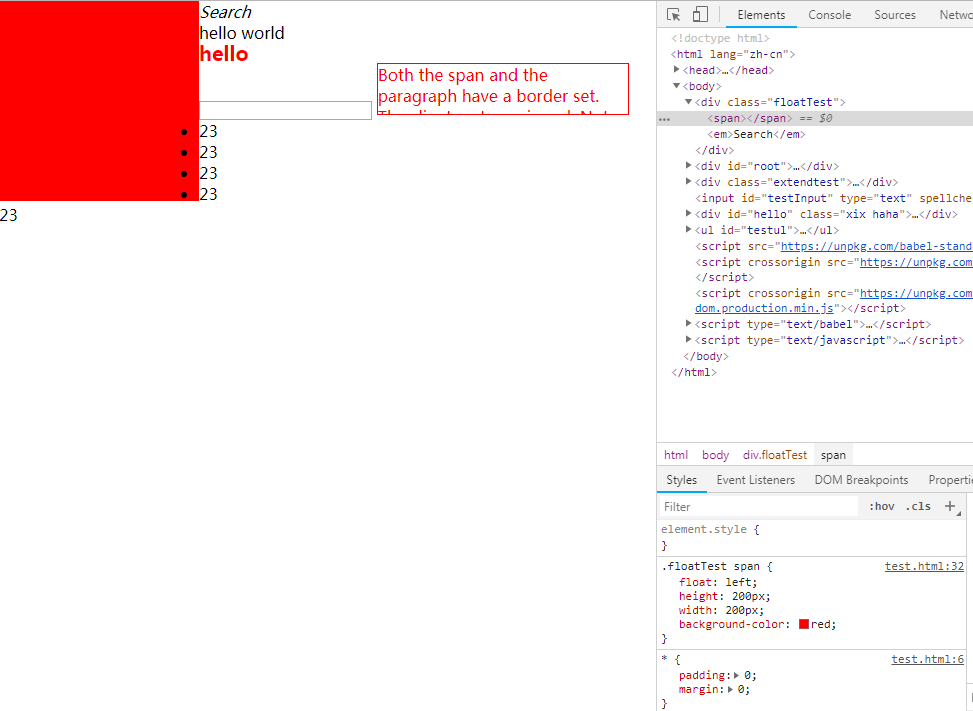 Search
hello world
hello
Both the span and the
paragraph have a border set.
23
23
23
23
23
Elements Console Sources Netwo
<!doctype html>
<html lang="zh-cn">
<head>…</head>
<body>
<div class="floatTest">
… <span></span> == $0
<em>Search</em>
</div>
<div id="root">…</div>
<div class="extendtest">…</div>
<input id="testInput" type="text" spellche
<div id="hello" class="xix haha">…</div>
<ul id="testul">…</ul>
<script src="https://unpkg.com/babel-stand
<script crossorigin src="https://unpkg.com
</script>
<script crossorigin src="https://unpkg.com
dom.production.min.js"></script>
<script type="text/babel">…</script>
<script type="text/javascript">…</script>
</body>
</html>
html body div.floatTest span
Styles Event Listeners DOM Breakpoints Properti
Filter :hov .cls +
element.style {
}
.floatTest span { test.html:32
float: left;
height: 200px;
width: 200px;
background-color: red;
}
* { test.html:6
padding: 0;
margin: 0;
}